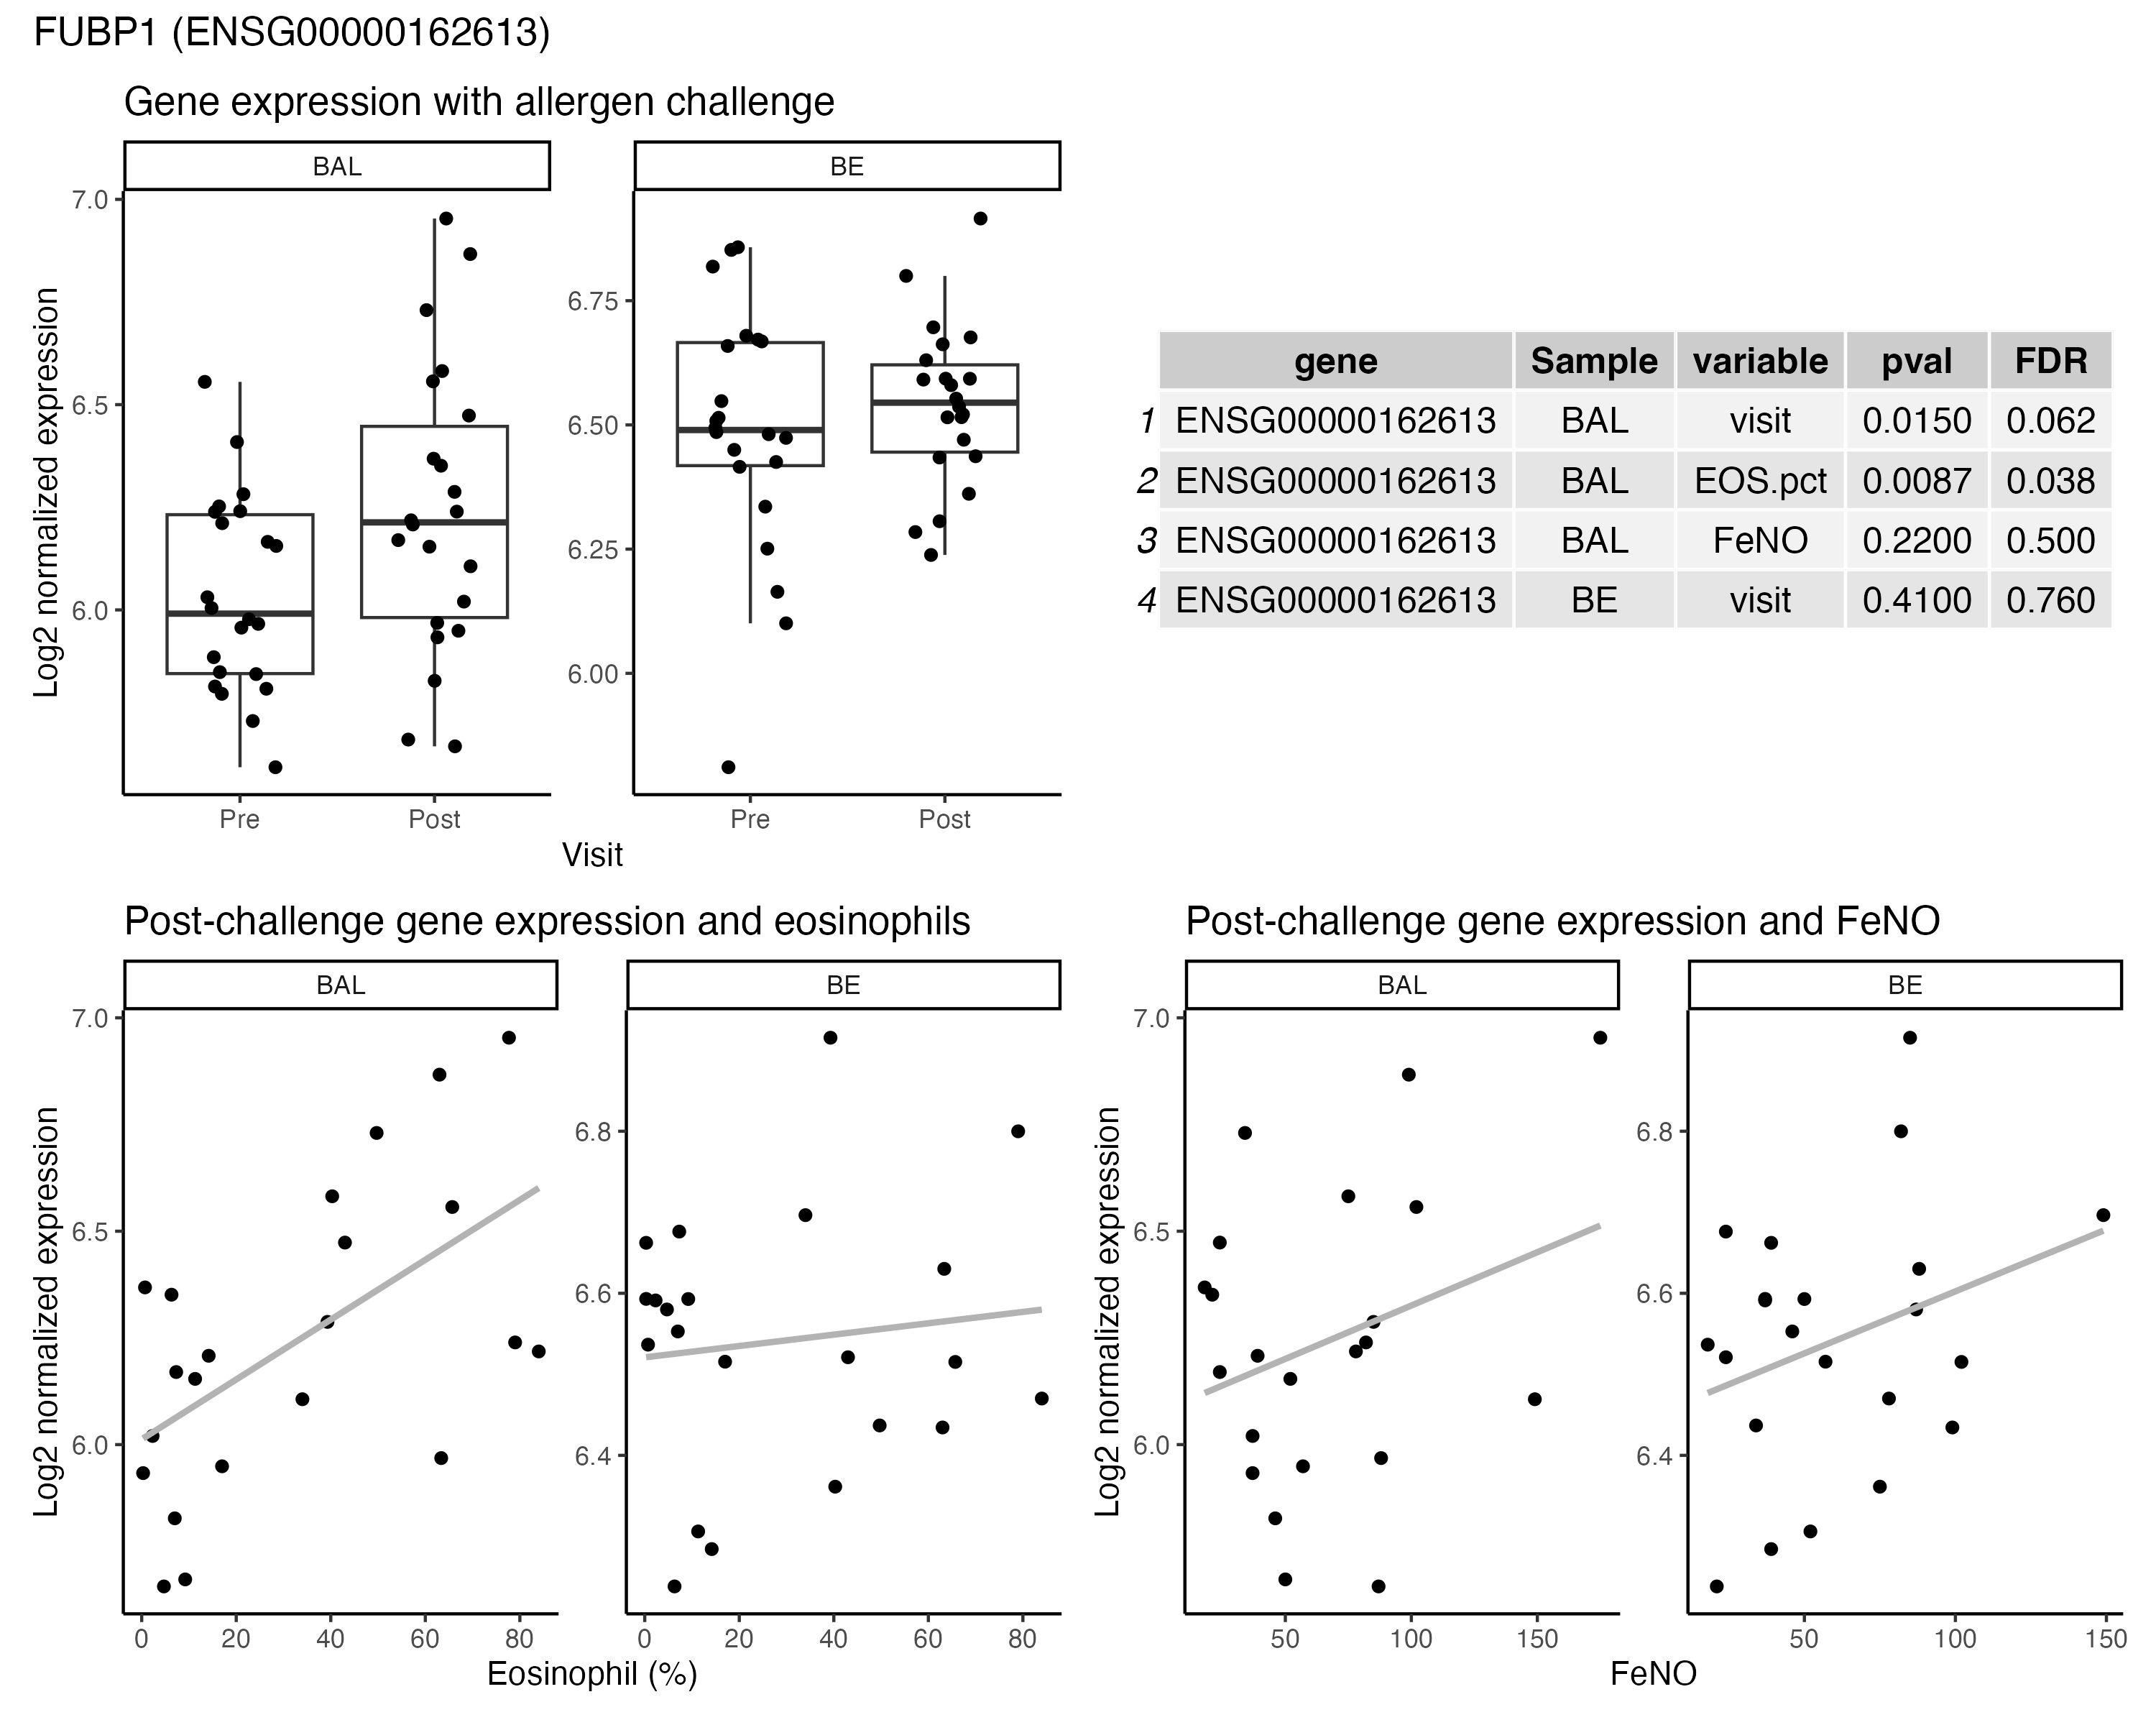 FUBP1 (ENSG00000162613)
Gene expression with allergen challenge
BAL BE
Log2 normalized expression
7.0
6.5
6.0
6.75
6.50
6.25
6.00
Pre Post Pre Post
Visit
gene Sample variable pval FDR
1 ENSG00000162613 BAL visit 0.0150 0.062
2 ENSG00000162613 BAL EOS.pct 0.0087 0.038
3 ENSG00000162613 BAL FeNO 0.2200 0.500
4 ENSG00000162613 BE visit 0.4100 0.760
Post-challenge gene expression and eosinophils
BAL BE
Log2 normalized expression
7.0
6.5
6.0
6.8
6.6
6.4
0 20 40 60 80 0 20 40 60 80
Eosinophil (%)
Post-challenge gene expression and FeNO
BAL BE
Log2 normalized expression
7.0
6.5
6.0
6.8
6.6
6.4
50 100 150 50 100 150
FeNO